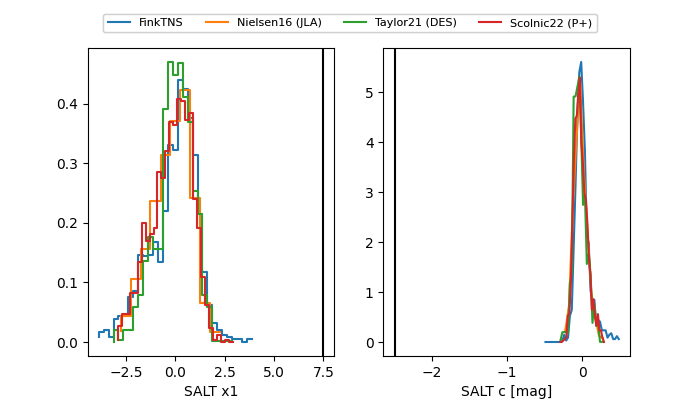 FinkTNS Nielsen16 (JLA) Taylor21 (DES) Scolnic22 (P+)
0.4
0.3
0.2
0.1
0.0
−2.5 0.0 2.5 5.0 7.5
SALT x1
5
4
3
2
1
0
−2 −1 0
SALT c [mag]